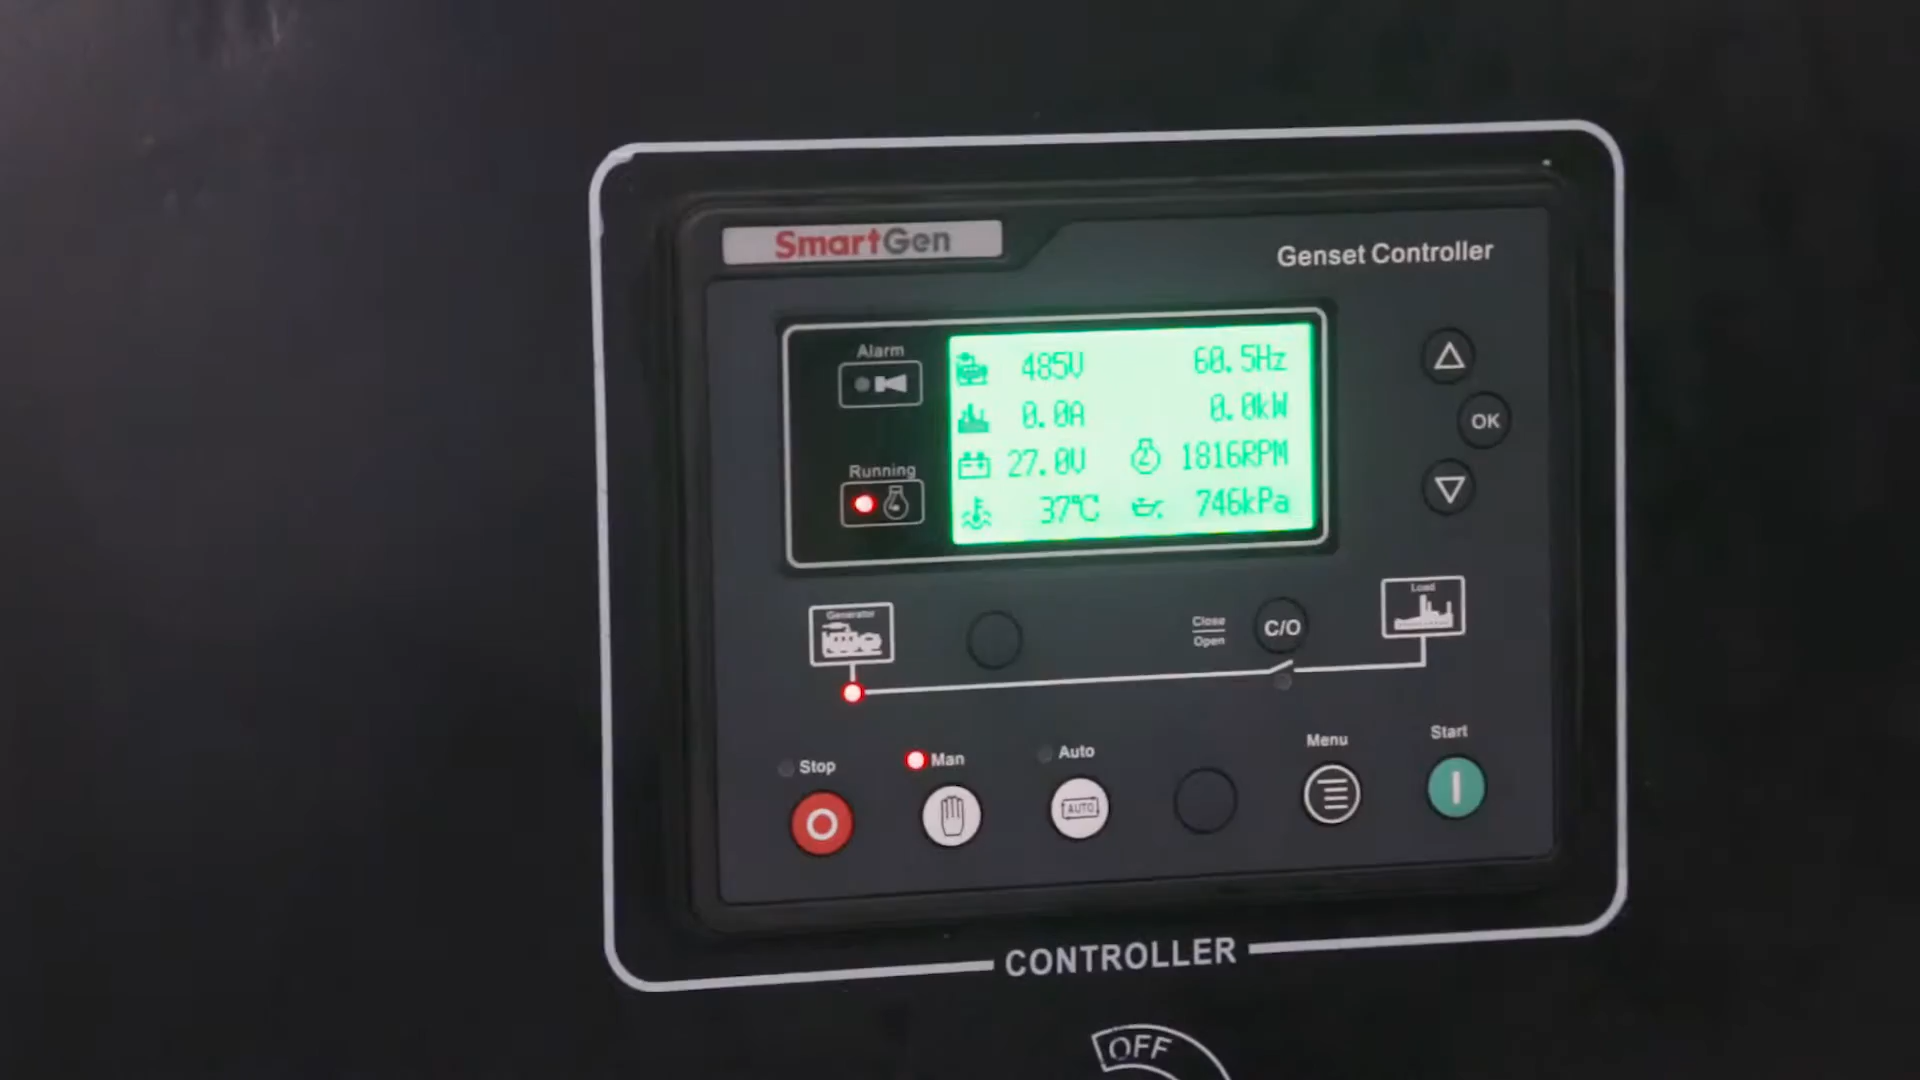 SmartGen
Genset Controller
Alarm
485V 60.5Hz
0.0A 0.0kW
Running
27.0V 1816RPM
37℃ 746kPa
Generator
Close
Open
C/O
Load
OK
Stop
Man
Auto
Menu
Start
AUTO
CONTROLLER
OFF